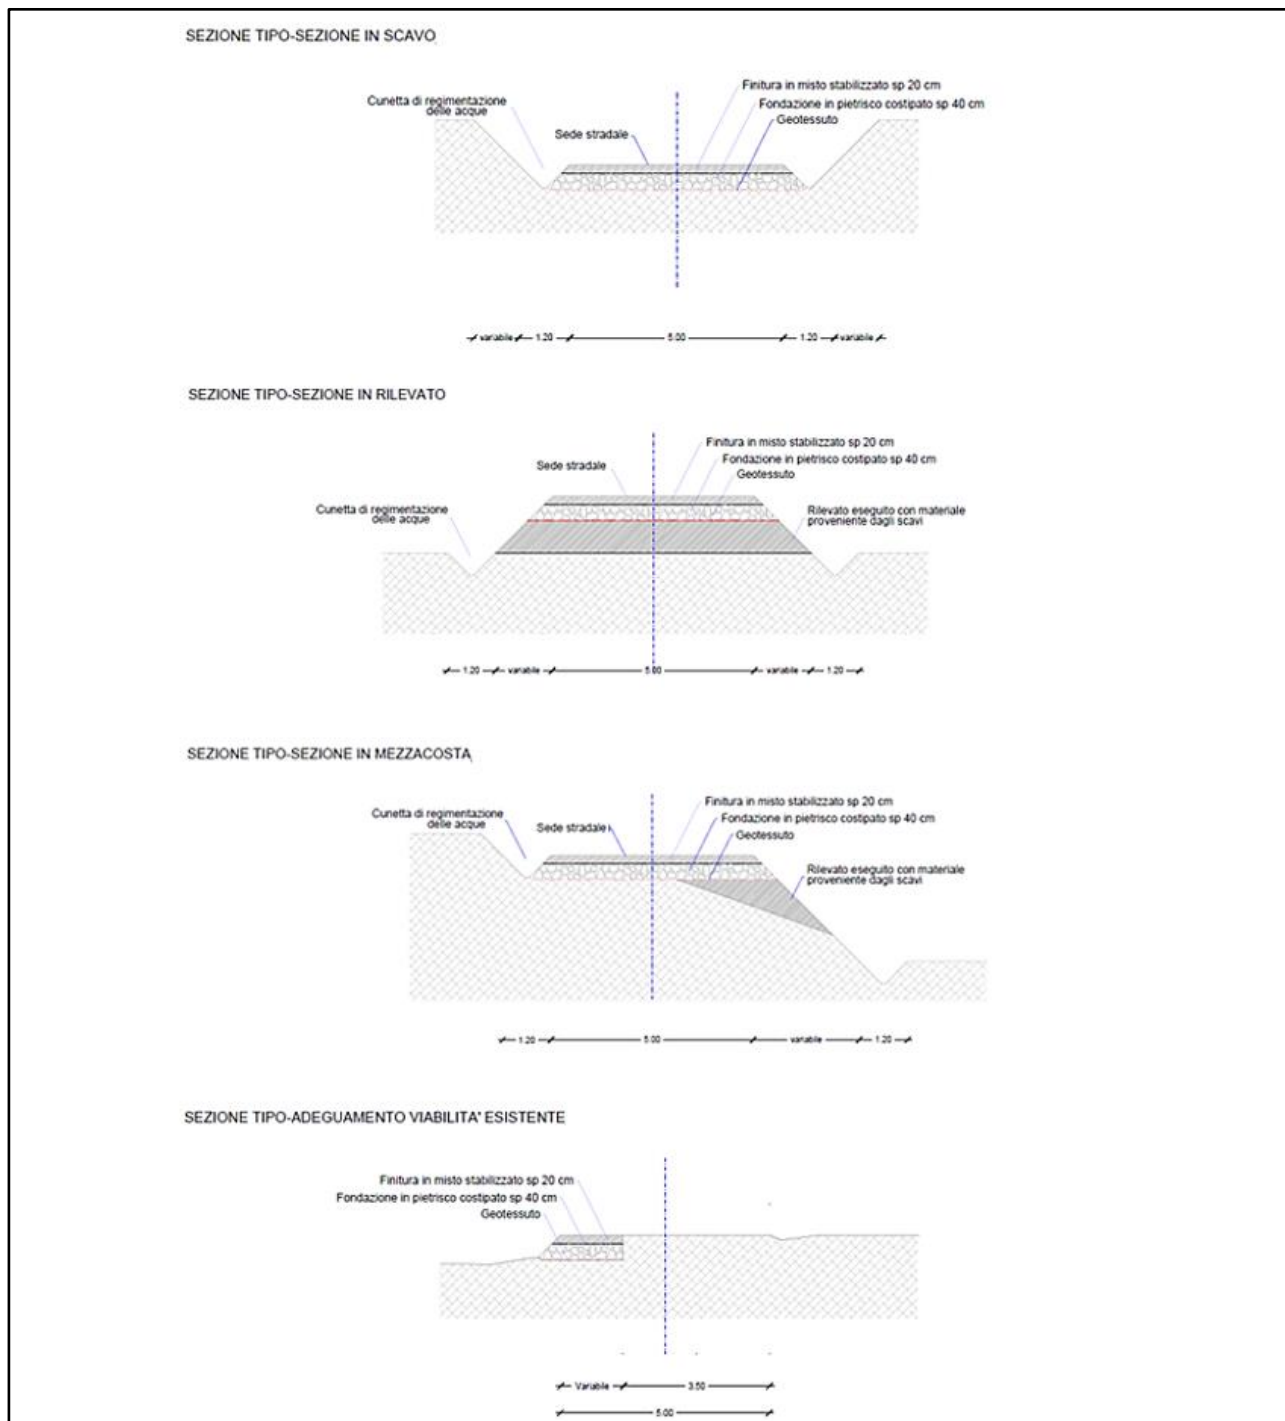 SEZIONE TIPO-SEZIONE IN SCAVO
Finitura in misto stabilizzato sp 20 cm
Cunetta di regimentazione
delle acque
Fondazione in pietrisco costipato sp 40 cm
Geotessuto
Sede stradale
variabile 1.20 5.00 1.20 variabile
SEZIONE TIPO-SEZIONE IN RILEVATO
Finitura in misto stabilizzato sp 20 cm
Fondazione in pietrisco costipato sp 40 cm
Sede stradale
Geotessuto
Cunetta di regimentazione
delle acque
Rilevato eseguito con materiale
proveniente dagli scavi
1.20 variabile 5.00 variabile 1.20
SEZIONE TIPO-SEZIONE IN MEZZACOSTA
Finitura in misto stabilizzato sp 20 cm
Cunetta di regimentazione
delle acque
Fondazione in pietrisco costipato sp 40 cm
Sede stradale
Geotessuto
Rilevato eseguito con materiale
proveniente dagli scavi
1.20 5.00 variabile 1.20
SEZIONE TIPO-ADEGUAMENTO VIABILITA' ESISTENTE
Finitura in misto stabilizzato sp 20 cm
Fondazione in pietrisco costipato sp 40 cm
Geotessuto
Variabile 3.50
5.00